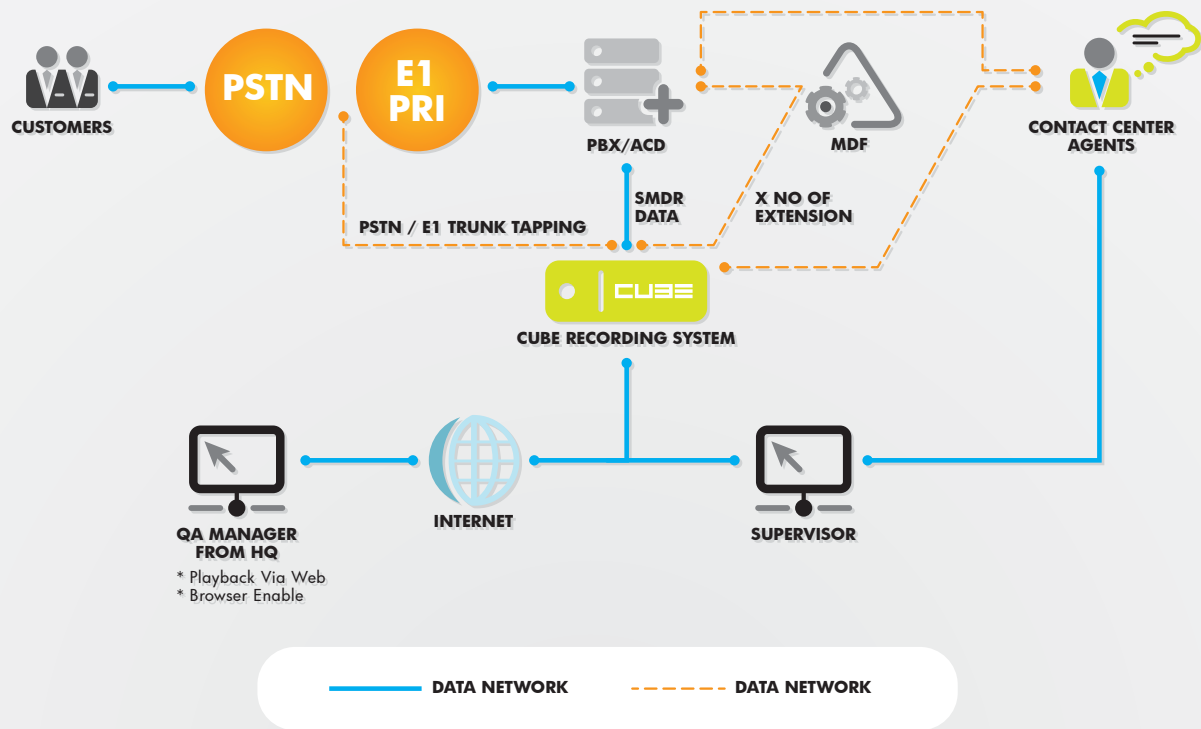 PSTN
E1
PRI
CUSTOMERS
PBX/ACD
MDF
CONTACT CENTER
AGENTS
SMDR
DATA
X NO OF
EXTENSION
PSTN / E1 TRUNK TAPPING
CUBE
CUBE RECORDING SYSTEM
QA MANAGER
FROM HQ
* Playback Via Web
* Browser Enable
INTERNET
SUPERVISOR
DATA NETWORK
DATA NETWORK